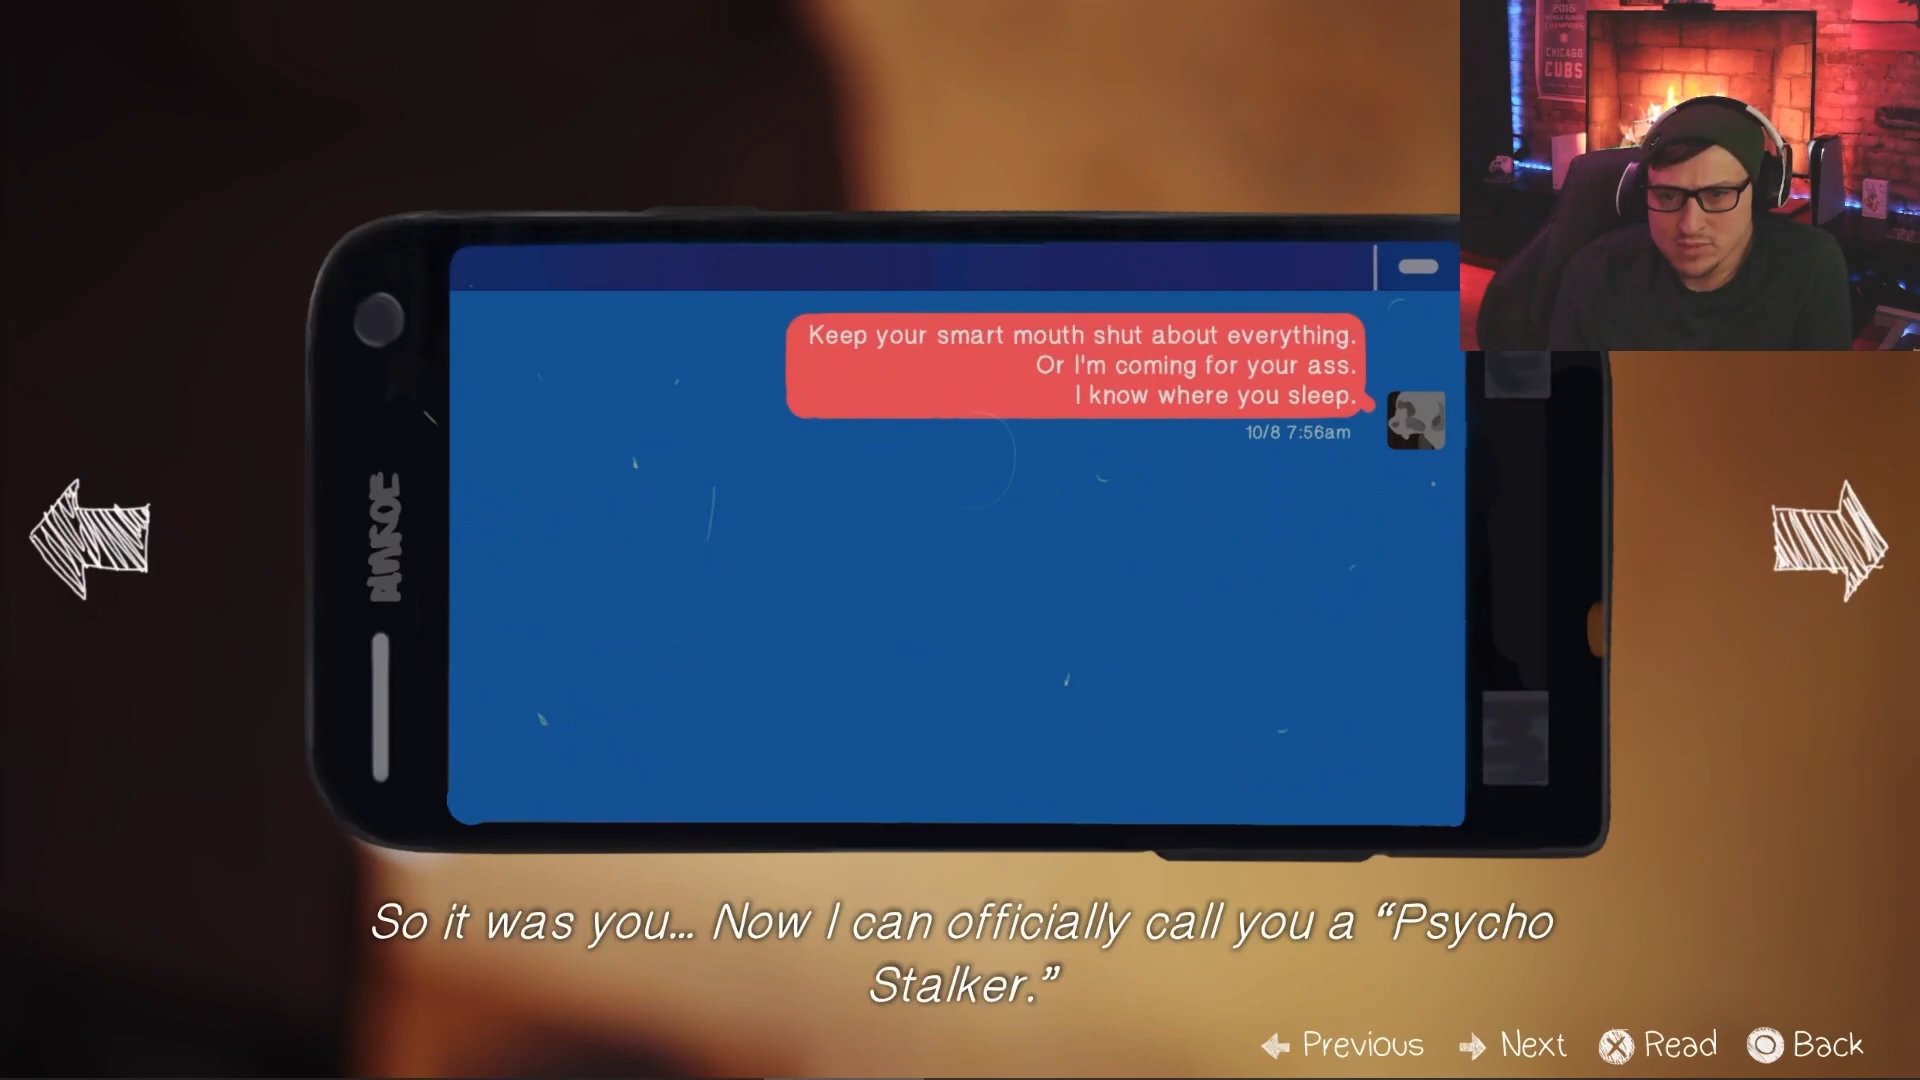 2016
CHICAGO
CUBS
Keep your smart mouth shut about everything.
Or I'm coming for your ass.
I know where you sleep.
10/8 7:56am
So it was you... Now I can officially call you a “Psycho
Stalker.”
Previous
Next
Read
Back